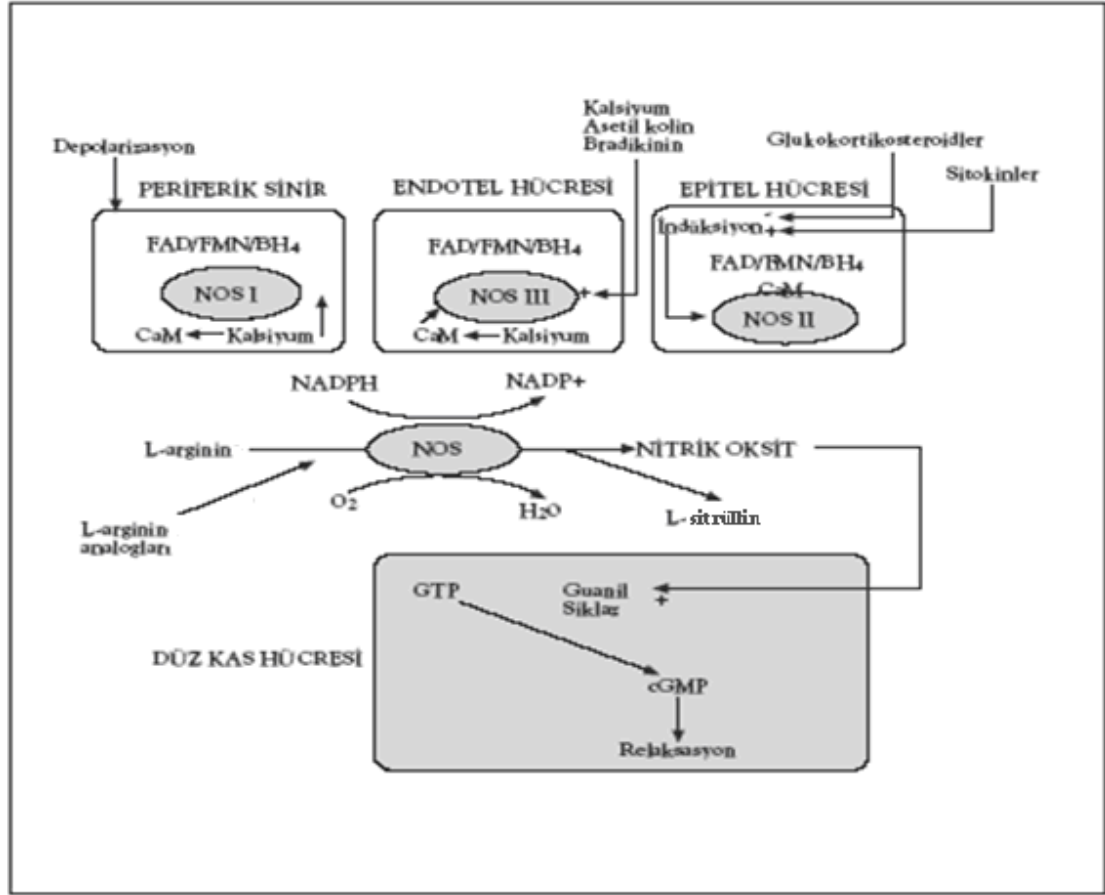 Depolarizasyon
Kalsiyum
Asetil kolin
Bradikinin
Glukokortikosteroidler
Sitokinler
PERİFERİK SİNİR
ENDOTEL HÜCRESİ
EPİTEL HÜCRESİ
FAD/FMN/BH4
NOS I
CaM
Kalsiyum
FAD/FMN/BH4
NOS III
+
CaM
Kalsiyum
İndüksiyon
-
+
FAD/FMN/BH4
CaM
NOS II
NADPH
NADP+
L-arginin
NOS
NİTRİK OKSİT
O2
H2O
L-sitrüllin
L-arginin
analogları
GTP
Guanil
Siklaz
+
DÜZ KAS HÜCRESİ
cGMP
Relaksasyon